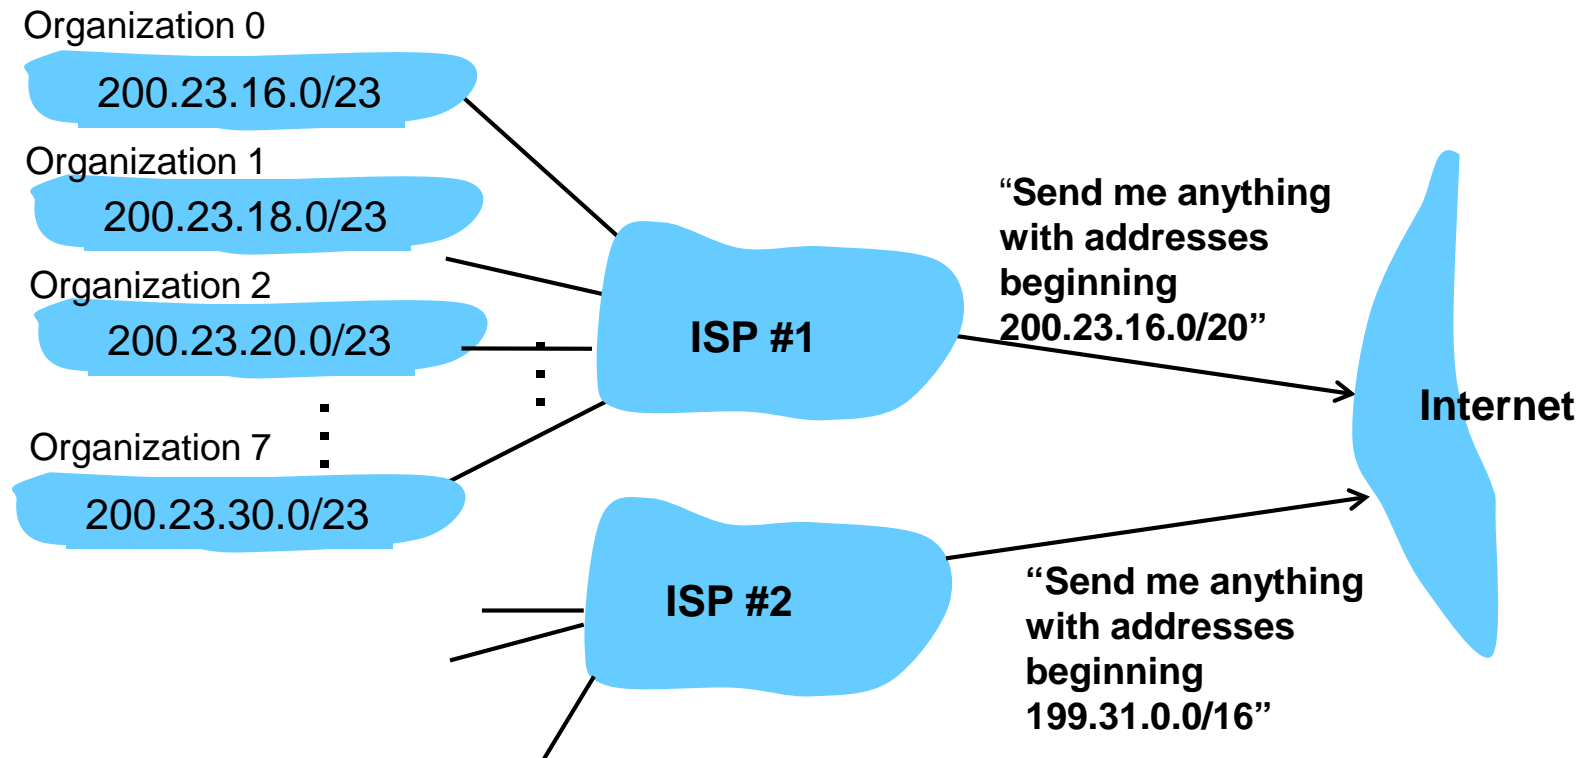 Organization 0
200.23.16.0/23
Organization 1
200.23.18.0/23
Organization 2
200.23.20.0/23
Organization 7
200.23.30.0/23
ISP #1
“Send me anything
with addresses
beginning
200.23.16.0/20”
Internet
ISP #2
“Send me anything
with addresses
beginning
199.31.0.0/16”